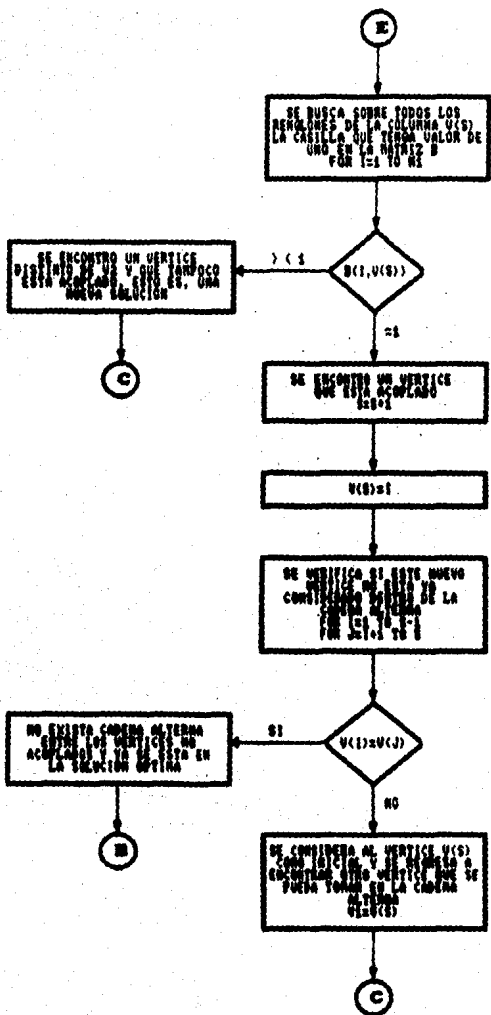 E
SE BUSCA SOBRE TODOS LOS
RENGLONES DE LA COLUMNA V(S)
LA CASILLA QUE TENGA VALOR DE
UNO EN LA MATRIZ B
FOR I=1 TO N1
B(I,V(S))
> < 1
SE ENCONTRO UN VERTICE
DISTINTO DE V2 Y QUE TAMPOCO
ESTA ACOPLADO, ESTO ES, UNA
NUEVA SOLUCION
C
=1
SE ENCONTRO UN VERTICE
QUE ESTA ACOPLADO
S=S+1
V(S)=I
SE VERIFICA SI ESTE NUEVO
VERTICE NO ESTA YA
CONSIDERADO DENTRO DE LA
CADENA ALTERNA
FOR I=1 TO S-1
FOR J=I+1 TO S
V(I)=V(J)
SI
NO EXISTA CADENA ALTERNA
ENTRE LOS VERTICES NO
ACOPLADOS Y YA SE ESTA EN
LA SOLUCION OPTIMA
NO
SE CONSIDERA AL VERTICE V(S)
COMO INICIAL Y SE REGRESA A
ENCONTRAR OTRO VERTICE QUE SE
PUEDA TOMAR EN LA CADENA
ALTERNA
V1=V(S)
C